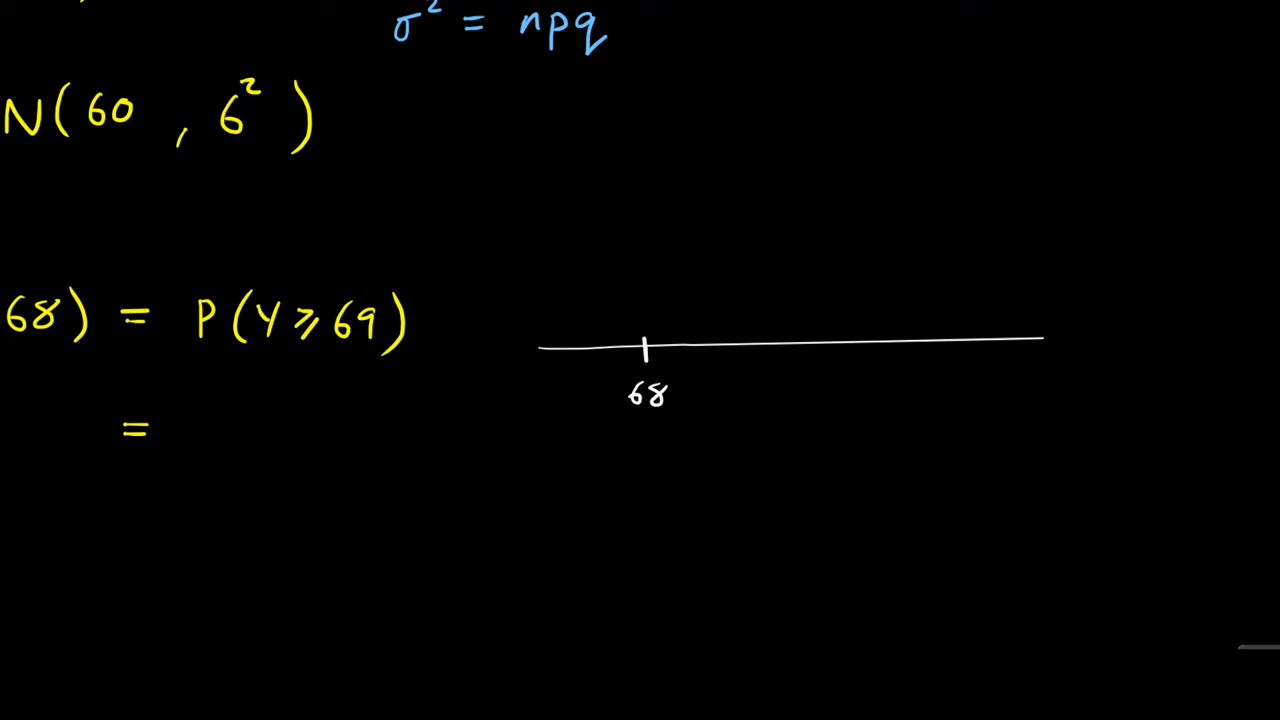 σ² = npq
N(60 , 6² )
68) = P(Y ⩾ 69)
68
=